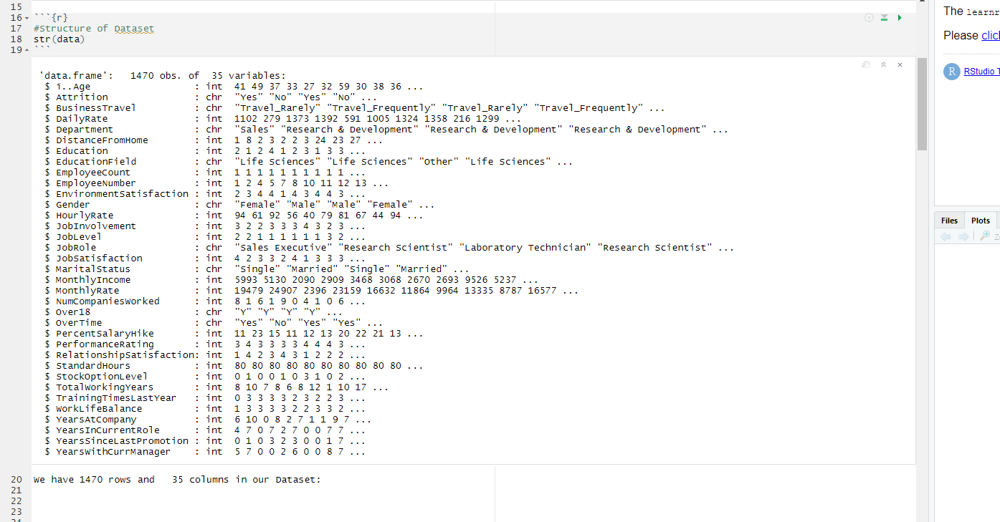 15
16 ```{r}
17 #Structure of Dataset
18 str(data)
19 ```
'data.frame':   1470 obs. of  35 variables:
$ ï..Age                  : int  41 49 37 33 27 32 59 30 38 36 ...
$ Attrition               : chr  "Yes" "No" "Yes" "No" ...
$ BusinessTravel          : chr  "Travel_Rarely" "Travel_Frequently" "Travel_Rarely" "Travel_Frequently" ...
$ DailyRate               : int  1102 279 1373 1392 591 1005 1324 1358 216 1299 ...
$ Department              : chr  "Sales" "Research & Development" "Research & Development" "Research & Development" ...
$ DistanceFromHome        : int  1 8 2 3 2 2 3 24 23 27 ...
$ Education               : int  2 1 2 4 1 2 3 1 3 3 ...
$ EducationField          : chr  "Life Sciences" "Life Sciences" "Other" "Life Sciences" ...
$ EmployeeCount           : int  1 1 1 1 1 1 1 1 1 1 ...
$ EmployeeNumber          : int  1 2 4 5 7 8 10 11 12 13 ...
$ EnvironmentSatisfaction : int  2 3 4 4 1 4 3 4 4 3 ...
$ Gender                  : chr  "Female" "Male" "Male" "Female" ...
$ HourlyRate              : int  94 61 92 56 40 79 81 67 44 94 ...
$ JobInvolvement          : int  3 2 2 3 3 3 4 3 2 3 ...
$ JobLevel                : int  2 2 1 1 1 1 1 1 3 2 ...
$ JobRole                 : chr  "Sales Executive" "Research Scientist" "Laboratory Technician" "Research Scientist" ...
$ JobSatisfaction         : int  4 2 3 3 2 4 1 3 3 3 ...
$ MaritalStatus           : chr  "Single" "Married" "Single" "Married" ...
$ MonthlyIncome           : int  5993 5130 2090 2909 3468 3068 2670 2693 9526 5237 ...
$ MonthlyRate             : int  19479 24907 2396 23159 16632 11864 9964 13335 8787 16577 ...
$ NumCompaniesWorked      : int  8 1 6 1 9 0 4 1 0 6 ...
$ Over18                  : chr  "Y" "Y" "Y" "Y" ...
$ OverTime                : chr  "Yes" "No" "Yes" "Yes" ...
$ PercentSalaryHike       : int  11 23 15 11 12 13 20 22 21 13 ...
$ PerformanceRating       : int  3 4 3 3 3 3 4 4 4 3 ...
$ RelationshipSatisfaction: int  1 4 2 3 4 3 1 2 2 2 ...
$ StandardHours           : int  80 80 80 80 80 80 80 80 80 80 ...
$ StockOptionLevel        : int  0 1 0 0 1 0 3 1 0 2 ...
$ TotalWorkingYears       : int  8 10 7 8 6 8 12 1 10 17 ...
$ TrainingTimesLastYear   : int  0 3 3 3 3 2 3 2 2 3 ...
$ WorkLifeBalance         : int  1 3 3 3 3 2 2 3 3 2 ...
$ YearsAtCompany          : int  6 10 0 8 2 7 1 1 9 7 ...
$ YearsInCurrentRole      : int  4 7 0 7 2 7 0 0 7 7 ...
$ YearsSinceLastPromotion : int  0 1 0 3 2 3 0 0 1 7 ...
$ YearsWithCurrManager    : int  5 7 0 0 2 6 0 0 8 7 ...
20 We have 1470 rows and   35 columns in our Dataset:
21
22
23
The learnr
Please clic
R RStudio T
Files Plots